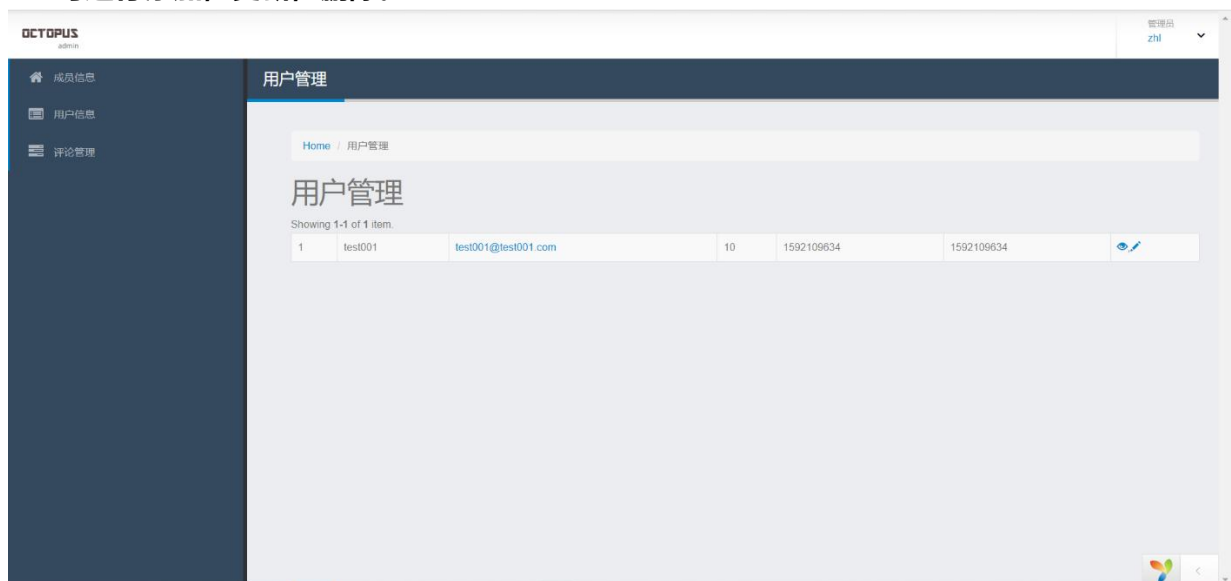 OCTOPUS
admin
管理员
zhl
成员信息
用户信息
评论管理
用户管理
Home / 用户管理
用户管理
Showing 1-1 of 1 item.
1 test001 test001@test001.com 10 1592109634 1592109634